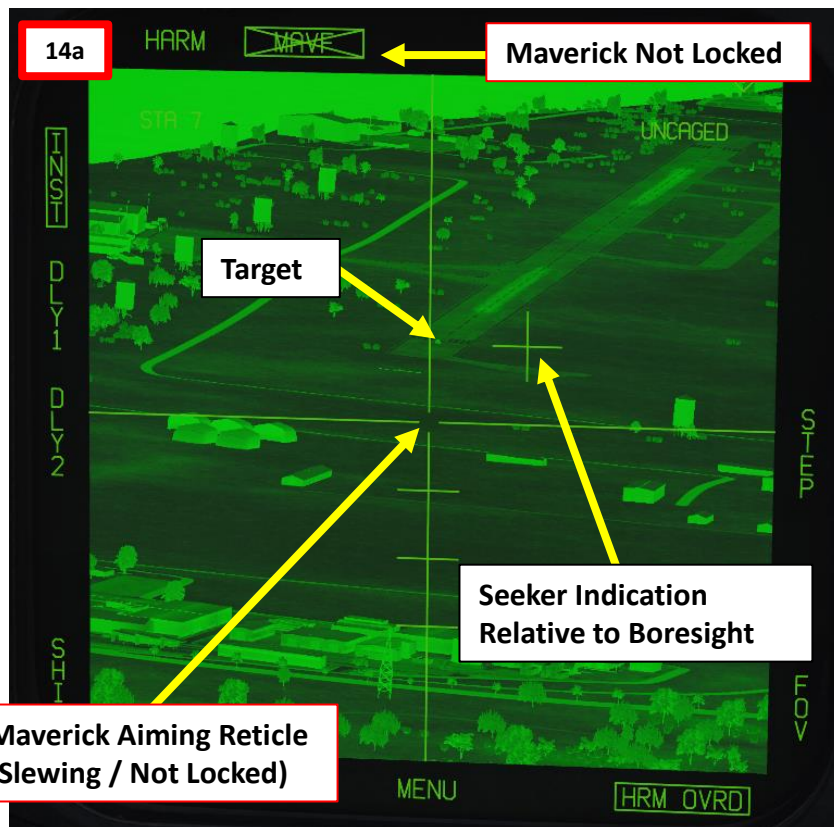 14a
HARM
MAVF
Maverick Not Locked
STA 7
UNCAGED
INST
DLY1
DLY2
Target
STEP
Seeker Indication
Relative to Boresight
SHI
FOV
Maverick Aiming Reticle
Slewing / Not Locked)
MENU
HRM OVRD